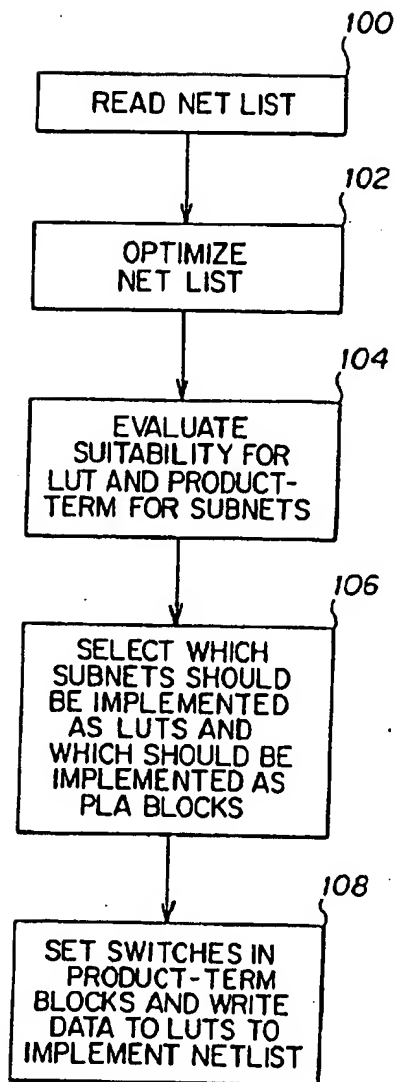 100
READ NET LIST
102
OPTIMIZE
NET LIST
104
EVALUATE
SUITABILITY FOR
LUT AND PRODUCT-
TERM FOR SUBNETS
106
SELECT WHICH
SUBNETS SHOULD
BE IMPLEMENTED
AS LUTS AND
WHICH SHOULD BE
IMPLEMENTED AS
PLA BLOCKS
108
SET SWITCHES IN
PRODUCT-TERM
BLOCKS AND WRITE
DATA TO LUTS TO
IMPLEMENT NETLIST